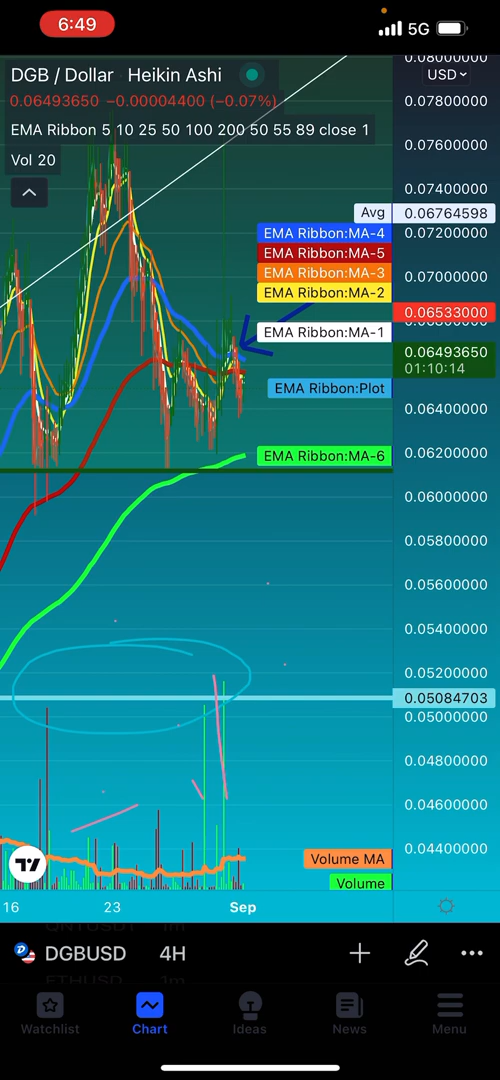 6:49
5G
DGB / Dollar Heikin Ashi
0.06493650 −0.00004400 (−0.07%)
EMA Ribbon 5 10 25 50 100 200 50 55 89 close 1
Vol 20
USD
0.08000000
0.07800000
0.07600000
0.07400000
Avg 0.06764598
EMA Ribbon:MA-4 0.07200000
EMA Ribbon:MA-5
EMA Ribbon:MA-3 0.07000000
EMA Ribbon:MA-2
0.06533000
EMA Ribbon:MA-1
0.06493650
01:10:14
EMA Ribbon:Plot
0.06400000
EMA Ribbon:MA-6 0.06200000
0.06000000
0.05800000
0.05600000
0.05400000
0.05200000
0.05084703
0.05000000
0.04800000
0.04600000
0.04400000
Volume MA
Volume
16 23 Sep
DGBUSD 4H
Watchlist Chart Ideas News Menu